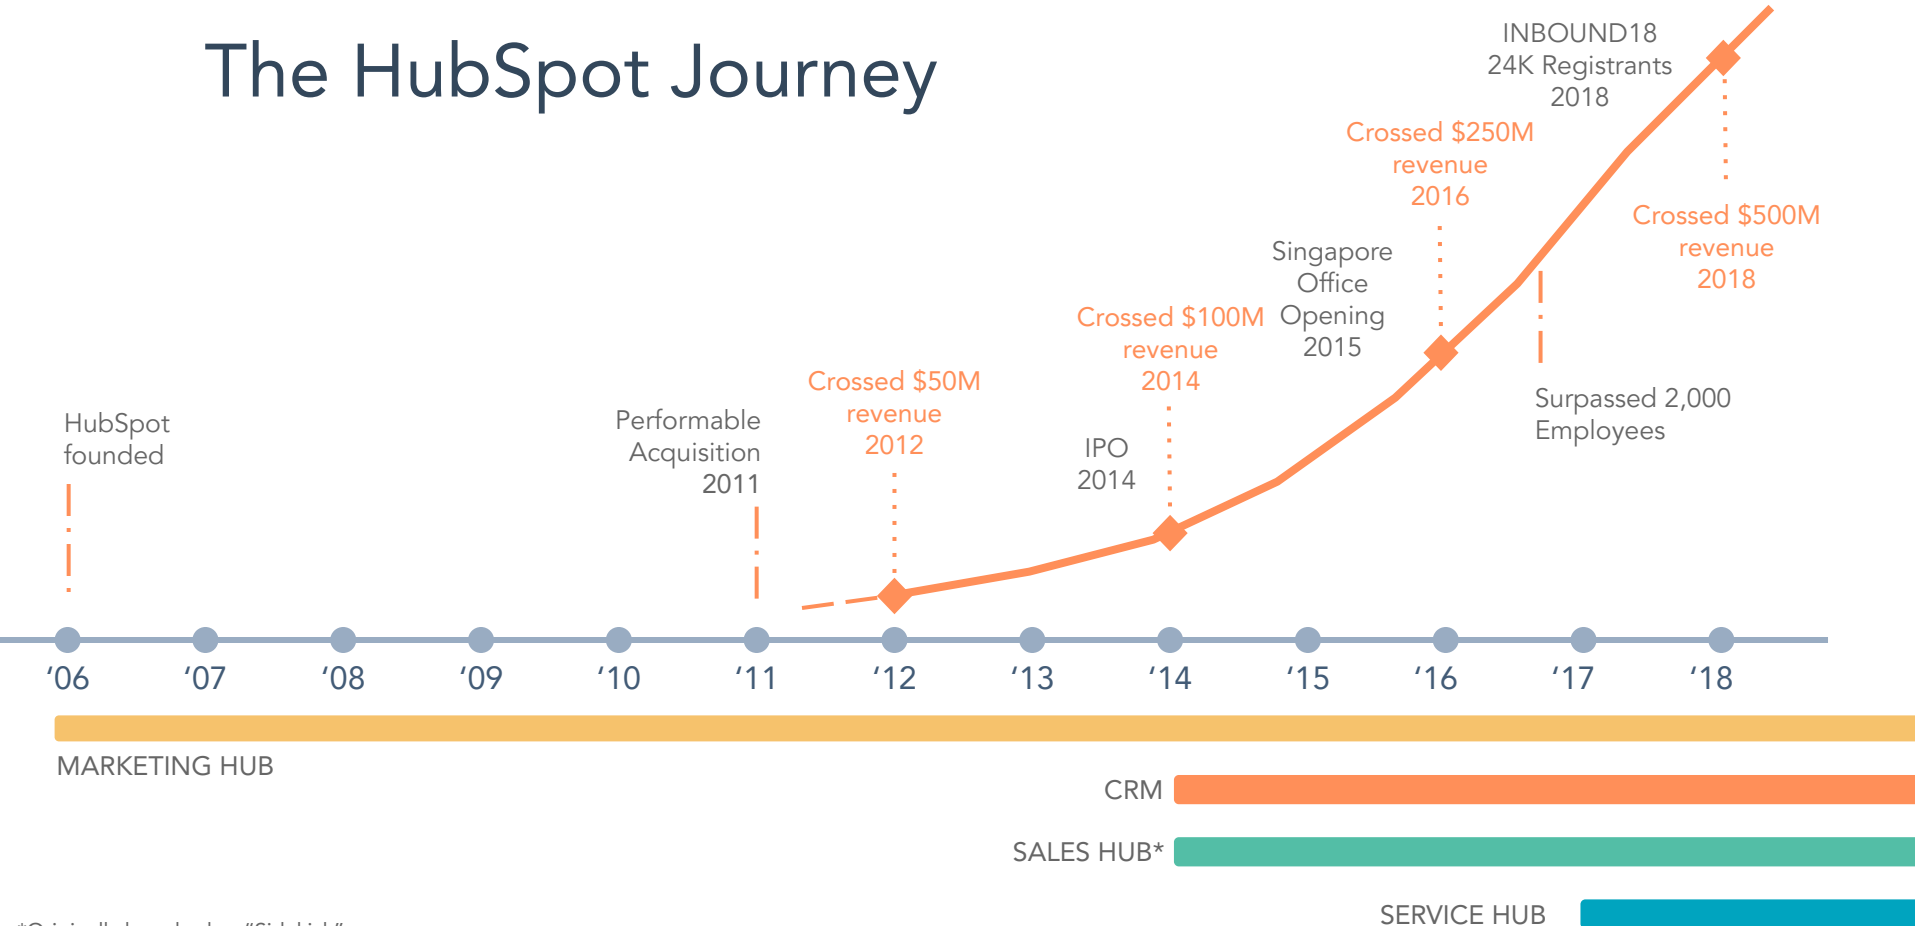 The HubSpot Journey
INBOUND18
24K Registrants
2018
Crossed $250M
revenue
2016
Crossed $500M
revenue
2018
Singapore
Office
Opening
2015
Crossed $100M
revenue
2014
Crossed $50M
revenue
2012
Surpassed 2,000
Employees
HubSpot
founded
Performable
Acquisition
2011
IPO
2014
‘06 ‘07 ‘08 ‘09 ‘10 ‘11 ‘12 ‘13 ‘14 ‘15 ‘16 ‘17 ‘18
MARKETING HUB
CRM
SALES HUB*
SERVICE HUB